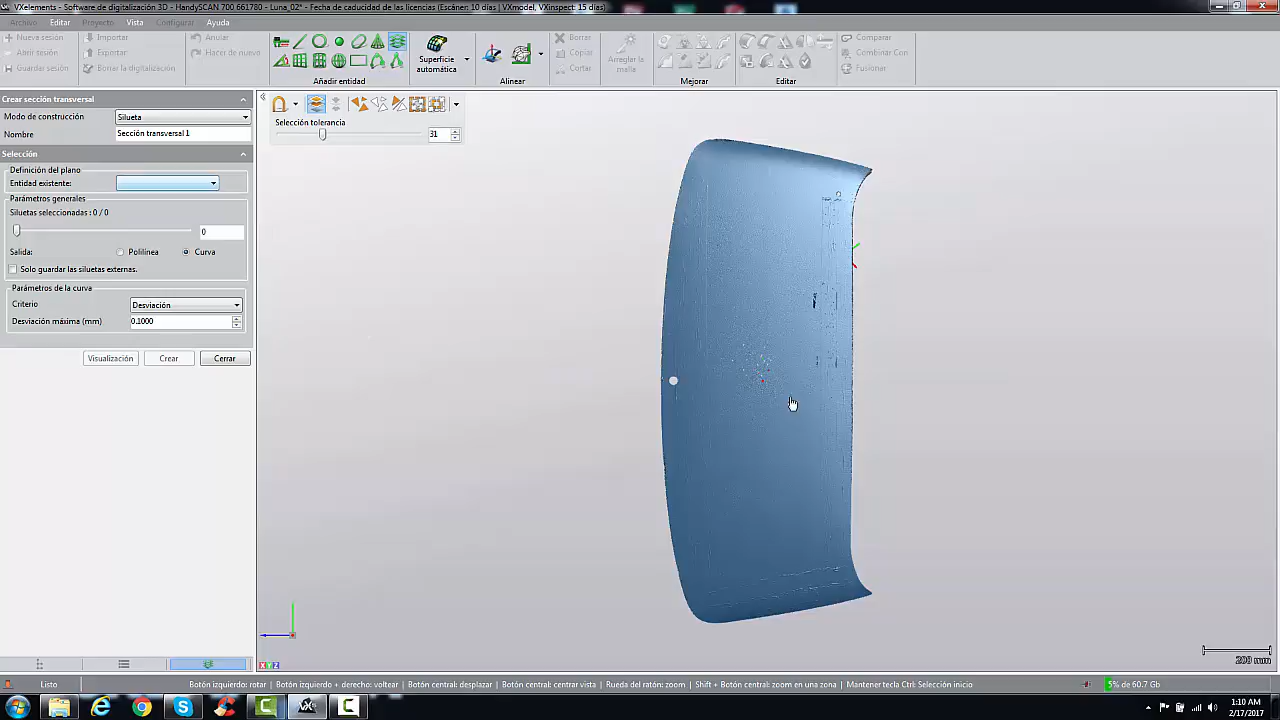 VXelements - Software de digitalización 3D - HandySCAN 700 661780 - Luna_02* - Fecha de caducidad de las licencias (Escáner: 10 días | VXmodel, VXinspect: 15 días)
Archivo Editar Proyecto Vista Configurar Ayuda
Nueva sesión Importar Anular
Abrir sesión Exportar Hacer de nuevo
Guardar sesión Borrar la digitalización
Añadir entidad
Superficie automática
Alinear
Borrar
Copiar
Cortar
Arreglar la malla
Mejorar
Editar
Comparar
Combinar Con
Fusionar
Crear sección transversal
Modo de construcción Silueta
Nombre Sección transversal 1
Selección
Definición del plano
Entidad existente:
Parámetros generales
Siluetas seleccionadas : 0 / 0
0
Salida: Polilínea Curva
Solo guardar las siluetas externas.
Parámetros de la curva
Criterio Desviación
Desviación máxima (mm) 0.1000
Visualización Crear Cerrar
Selección tolerancia
31
X Y Z
200 mm
Listo
Botón izquierdo: rotar | Botón izquierdo + derecho: voltear | Botón central: desplazar | Botón central: centrar vista | Rueda del ratón: zoom | Shift + Botón central: zoom en una zona | Mantener tecla Ctrl: Selección inicio
5% de 60.7 Gb
1:10 AM
2/17/2017